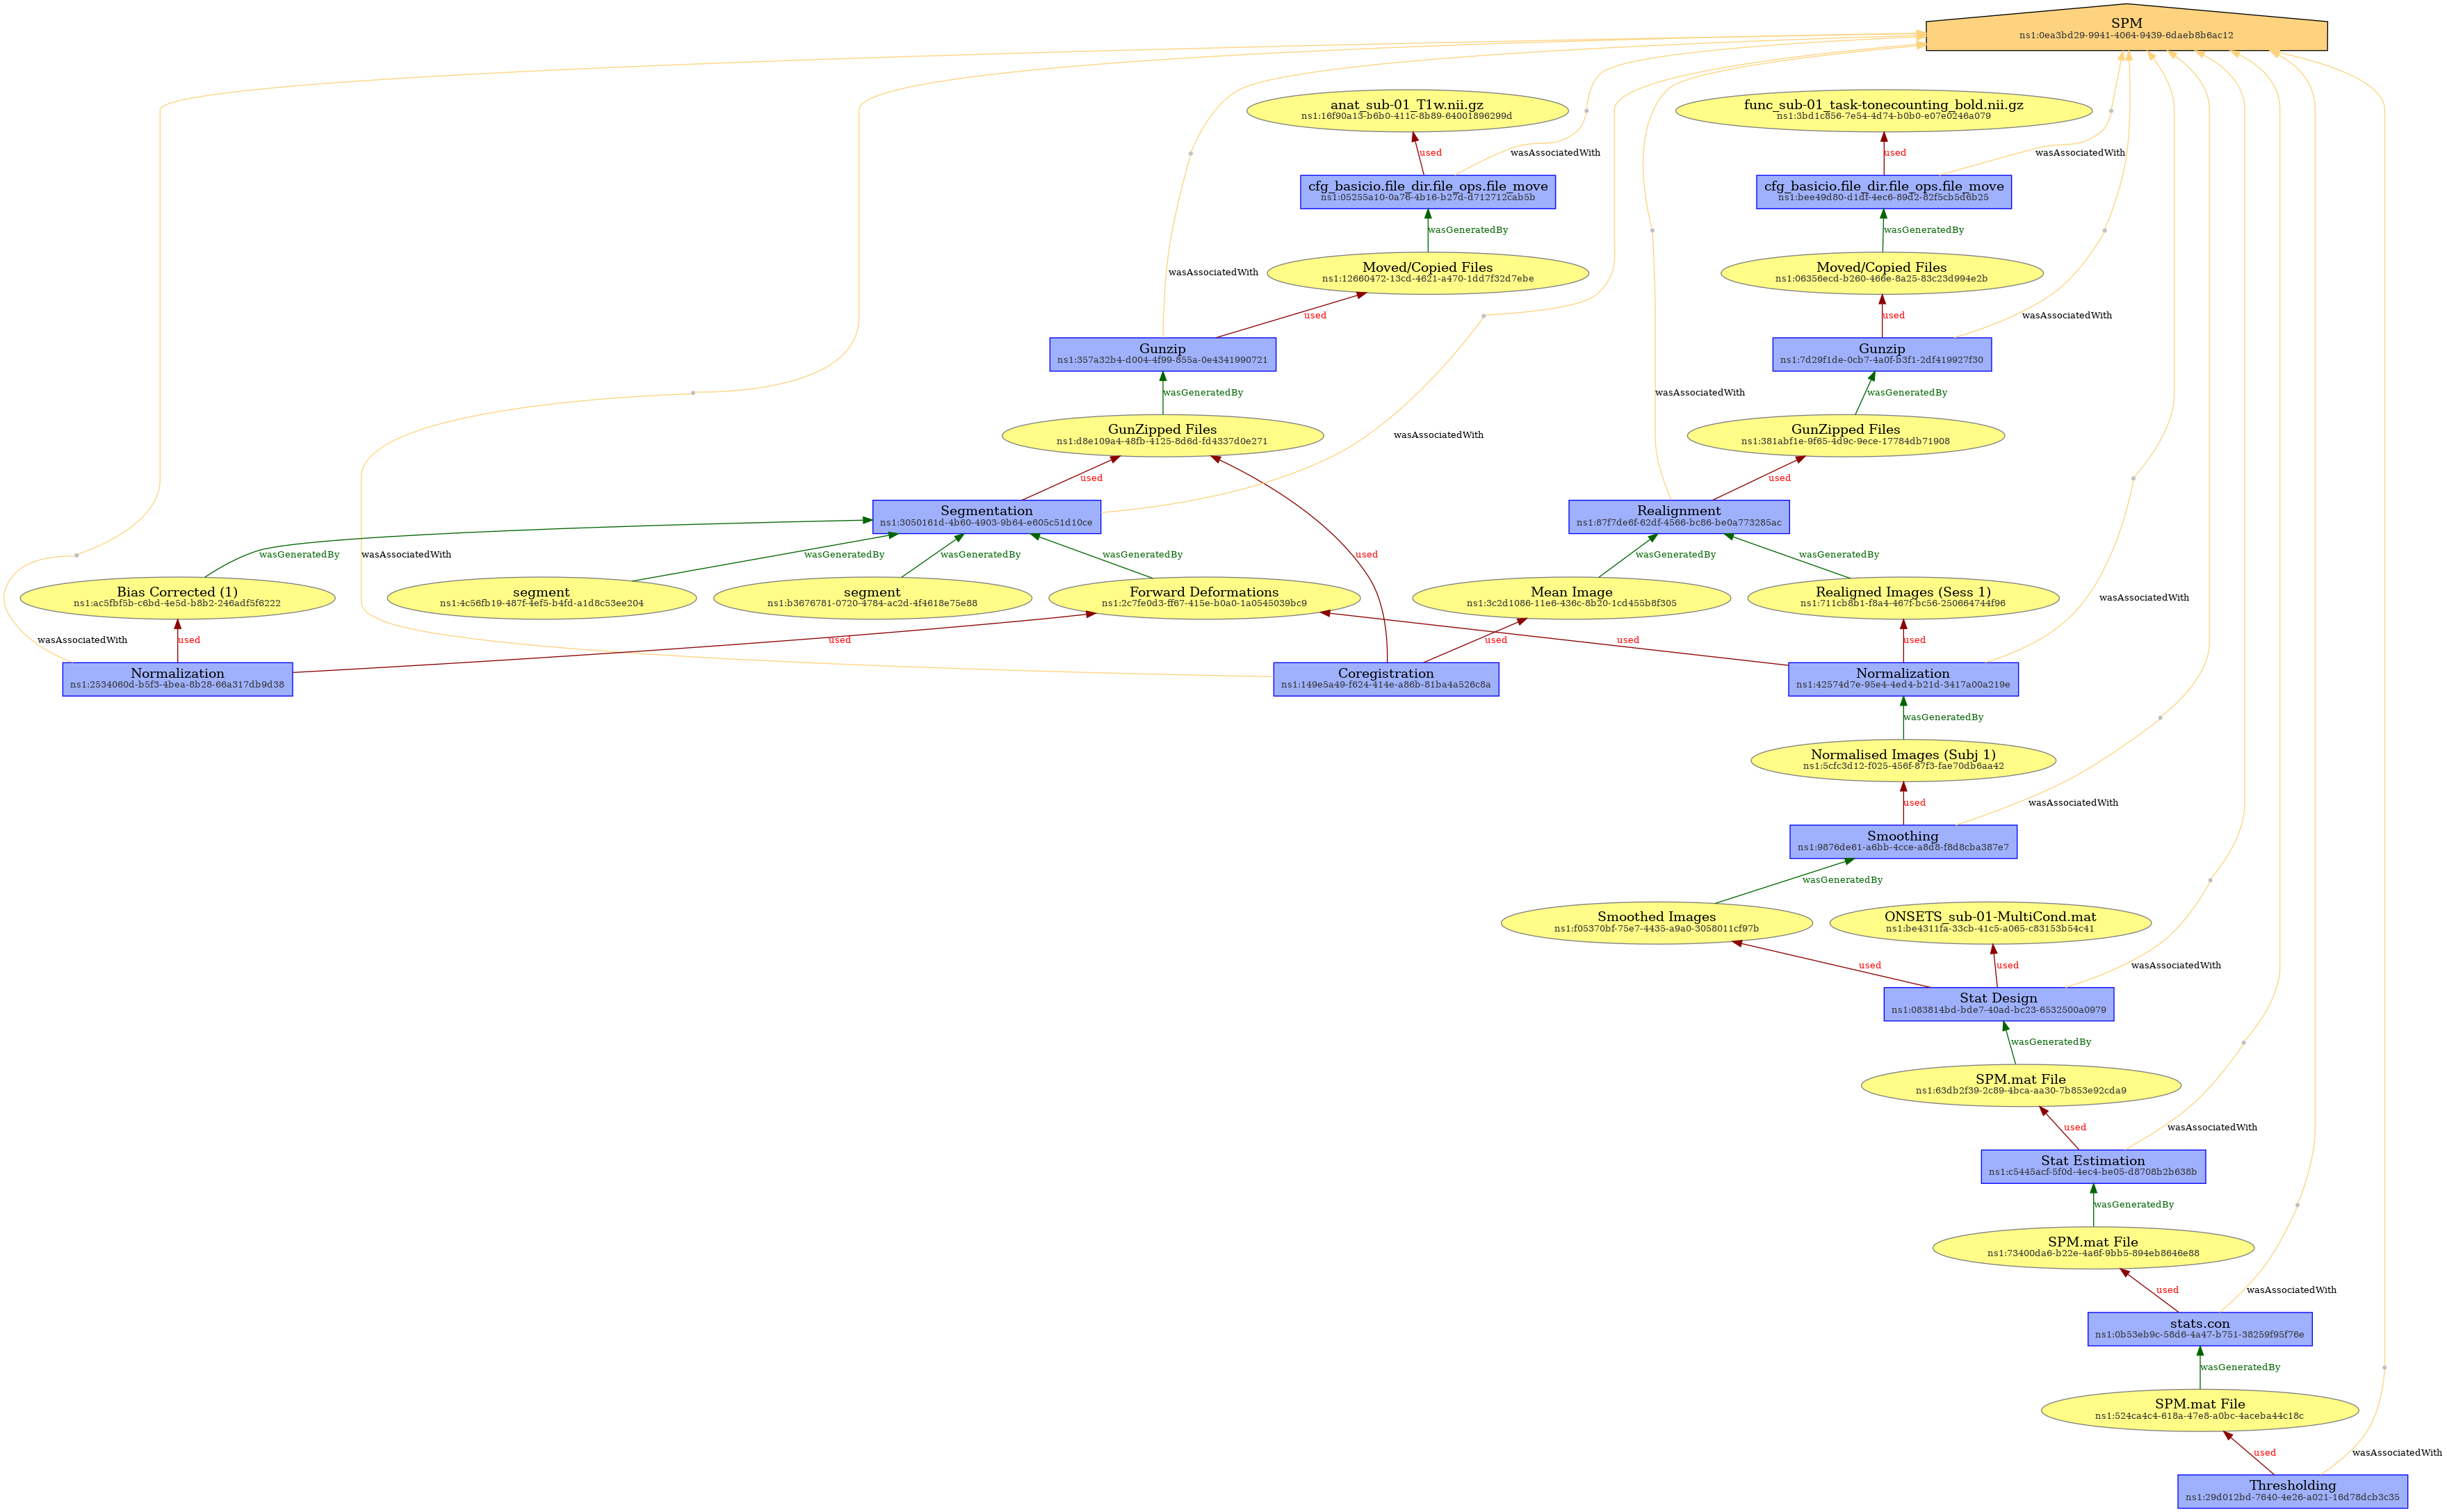 SPM
ns1:0ea3bd29-9941-4064-9439-6daeb8b6ac12
anat_sub-01_T1w.nii.gz
ns1:16f90a13-b6b0-411c-8b89-64001896299d
func_sub-01_task-tonecounting_bold.nii.gz
ns1:3bd1c856-7e54-4d74-b0b0-e07e0246a079
used
wasAssociatedWith
used
wasAssociatedWith
cfg_basicio.file_dir.file_ops.file_move
ns1:05255a10-0a76-4b16-b27d-d712712cab5b
cfg_basicio.file_dir.file_ops.file_move
ns1:bee49d80-d1df-4ec6-89d2-82f5cb5d6b25
wasGeneratedBy
wasGeneratedBy
wasAssociatedWith
Moved/Copied Files
ns1:12660472-13cd-4621-a470-1dd7f32d7ebe
Moved/Copied Files
ns1:06356ecd-b260-466e-8a25-83c23d994e2b
used
used
wasAssociatedWith
Gunzip
ns1:357a32b4-d004-4f99-855a-0e4341990721
Gunzip
ns1:7d29f1de-0cb7-4a0f-b3f1-2df419927f30
wasGeneratedBy
wasAssociatedWith
wasGeneratedBy
GunZipped Files
ns1:d8e109a4-48fb-4125-8d6d-fd4337d0e271
wasAssociatedWith
GunZipped Files
ns1:381abf1e-9f65-4d9c-9ece-17784db71908
used
used
Segmentation
ns1:3050161d-4b60-4903-9b64-e605c51d10ce
Realignment
ns1:87f7de6f-62df-4566-bc86-be0a773285ac
wasGeneratedBy
wasAssociatedWith
wasGeneratedBy
wasGeneratedBy
wasGeneratedBy
used
wasGeneratedBy
wasGeneratedBy
Bias Corrected (1)
ns1:ac5fbf5b-c6bd-4e5d-b8b2-246adf5f6222
segment
ns1:4c56fb19-487f-4ef5-b4fd-a1d8c53ee204
segment
ns1:b3676781-0720-4784-ac2d-4f4618e75e88
Forward Deformations
ns1:2c7fe0d3-ff67-415e-b0a0-1a0545039bc9
Mean Image
ns1:3c2d1086-11e6-436c-8b20-1cd455b8f305
Realigned Images (Sess 1)
ns1:711cb8b1-f8a4-467f-bc56-250664744f96
wasAssociatedWith
wasAssociatedWith
used
used
used
used
used
Normalization
ns1:2534060d-b5f3-4bea-8b28-66a317db9d38
Coregistration
ns1:149e5a49-f624-414e-a86b-81ba4a526c8a
Normalization
ns1:42574d7e-95e4-4ed4-b21d-3417a00a219e
wasGeneratedBy
Normalised Images (Subj 1)
ns1:5cfc3d12-f025-456f-87f3-fae70db6aa42
used
wasAssociatedWith
Smoothing
ns1:9876de61-a6bb-4cce-a8d8-f8d8cba387e7
wasGeneratedBy
Smoothed Images
ns1:f05370bf-75e7-4435-a9a0-3058011cf97b
ONSETS_sub-01-MultiCond.mat
ns1:be4311fa-33cb-41c5-a065-c83153b54c41
used
used
wasAssociatedWith
Stat Design
ns1:083814bd-bde7-40ad-bc23-6532500a0979
wasGeneratedBy
SPM.mat File
ns1:63db2f39-2c89-4bca-aa30-7b853e92cda9
used
wasAssociatedWith
Stat Estimation
ns1:c5445acf-5f0d-4ec4-be05-d8708b2b638b
wasGeneratedBy
SPM.mat File
ns1:73400da6-b22e-4a6f-9bb5-894eb8646e88
used
wasAssociatedWith
stats.con
ns1:0b53eb9c-58d6-4a47-b751-38259f95f76e
wasGeneratedBy
SPM.mat File
ns1:524ca4c4-618a-47e8-a0bc-4aceba44c18c
used
wasAssociatedWith
Thresholding
ns1:29d012bd-7640-4e26-a021-16d78dcb3c35